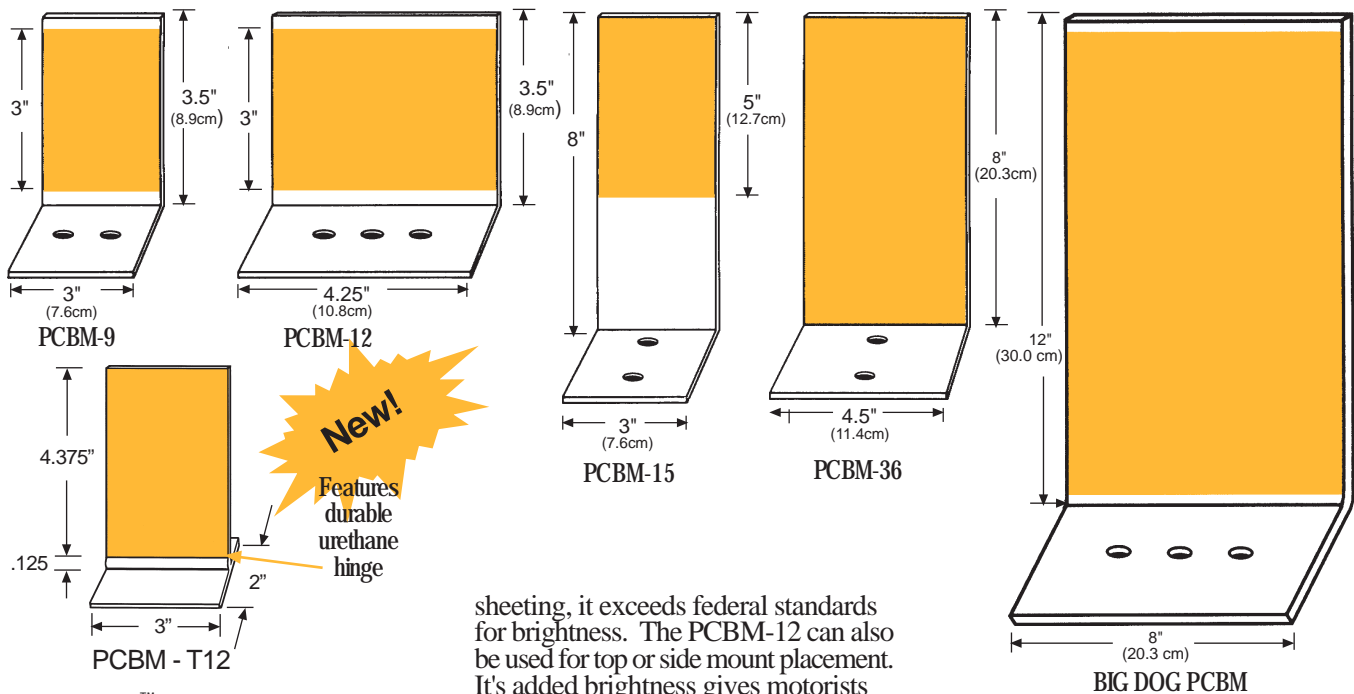 3"
3.5"
(8.9cm)
3"
(7.6cm)
PCBM-9
3"
3.5"
(8.9cm)
4.25"
(10.8cm)
PCBM-12
8"
5"
(12.7cm)
3"
(7.6cm)
PCBM-15
8"
(20.3cm)
4.5"
(11.4cm)
PCBM-36
12"
(30.0 cm)
8"
(20.3 cm)
BIG DOG PCBM
4.375"
.125
2"
3"
PCBM - T12
New!
Features
durable
urethane
hinge
TM
sheeting, it exceeds federal standards
for brightness. The PCBM-12 can also
be used for top or side mount placement.
It's added brightness gives motorists